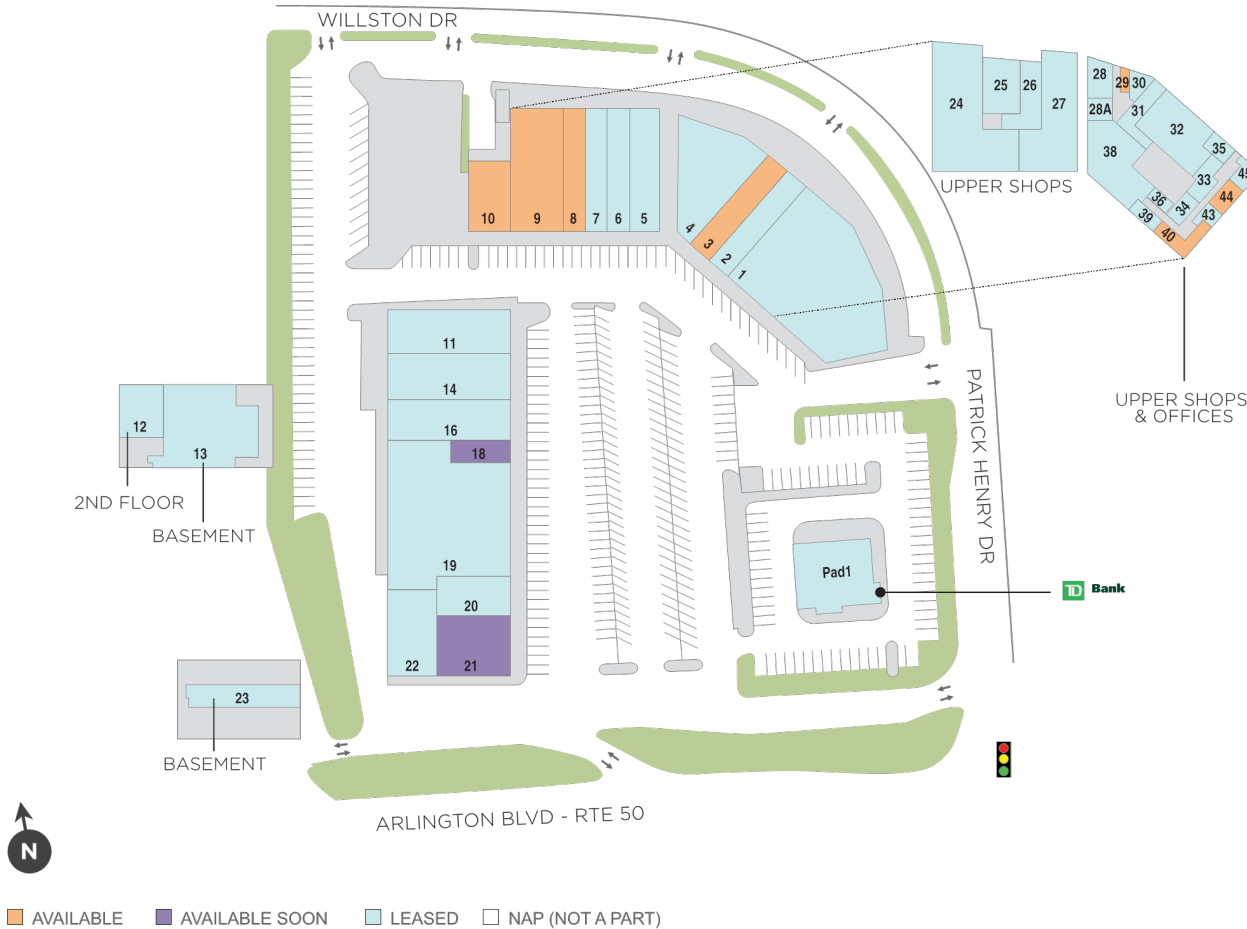 WILLSTON DR
24
25
26
27
28
29
30
28A
31
32
38
35
45
33
44
36
34
43
39
40
UPPER SHOPS
UPPER SHOPS
& OFFICES
10
9
8
7
6
5
4
3
2
1
PATRICK HENRY DR
11
14
16
18
19
20
22
21
12
13
2ND FLOOR
BASEMENT
Pad1
TD Bank
23
BASEMENT
ARLINGTON BLVD - RTE 50
N
AVAILABLE
AVAILABLE SOON
LEASED
NAP (NOT A PART)